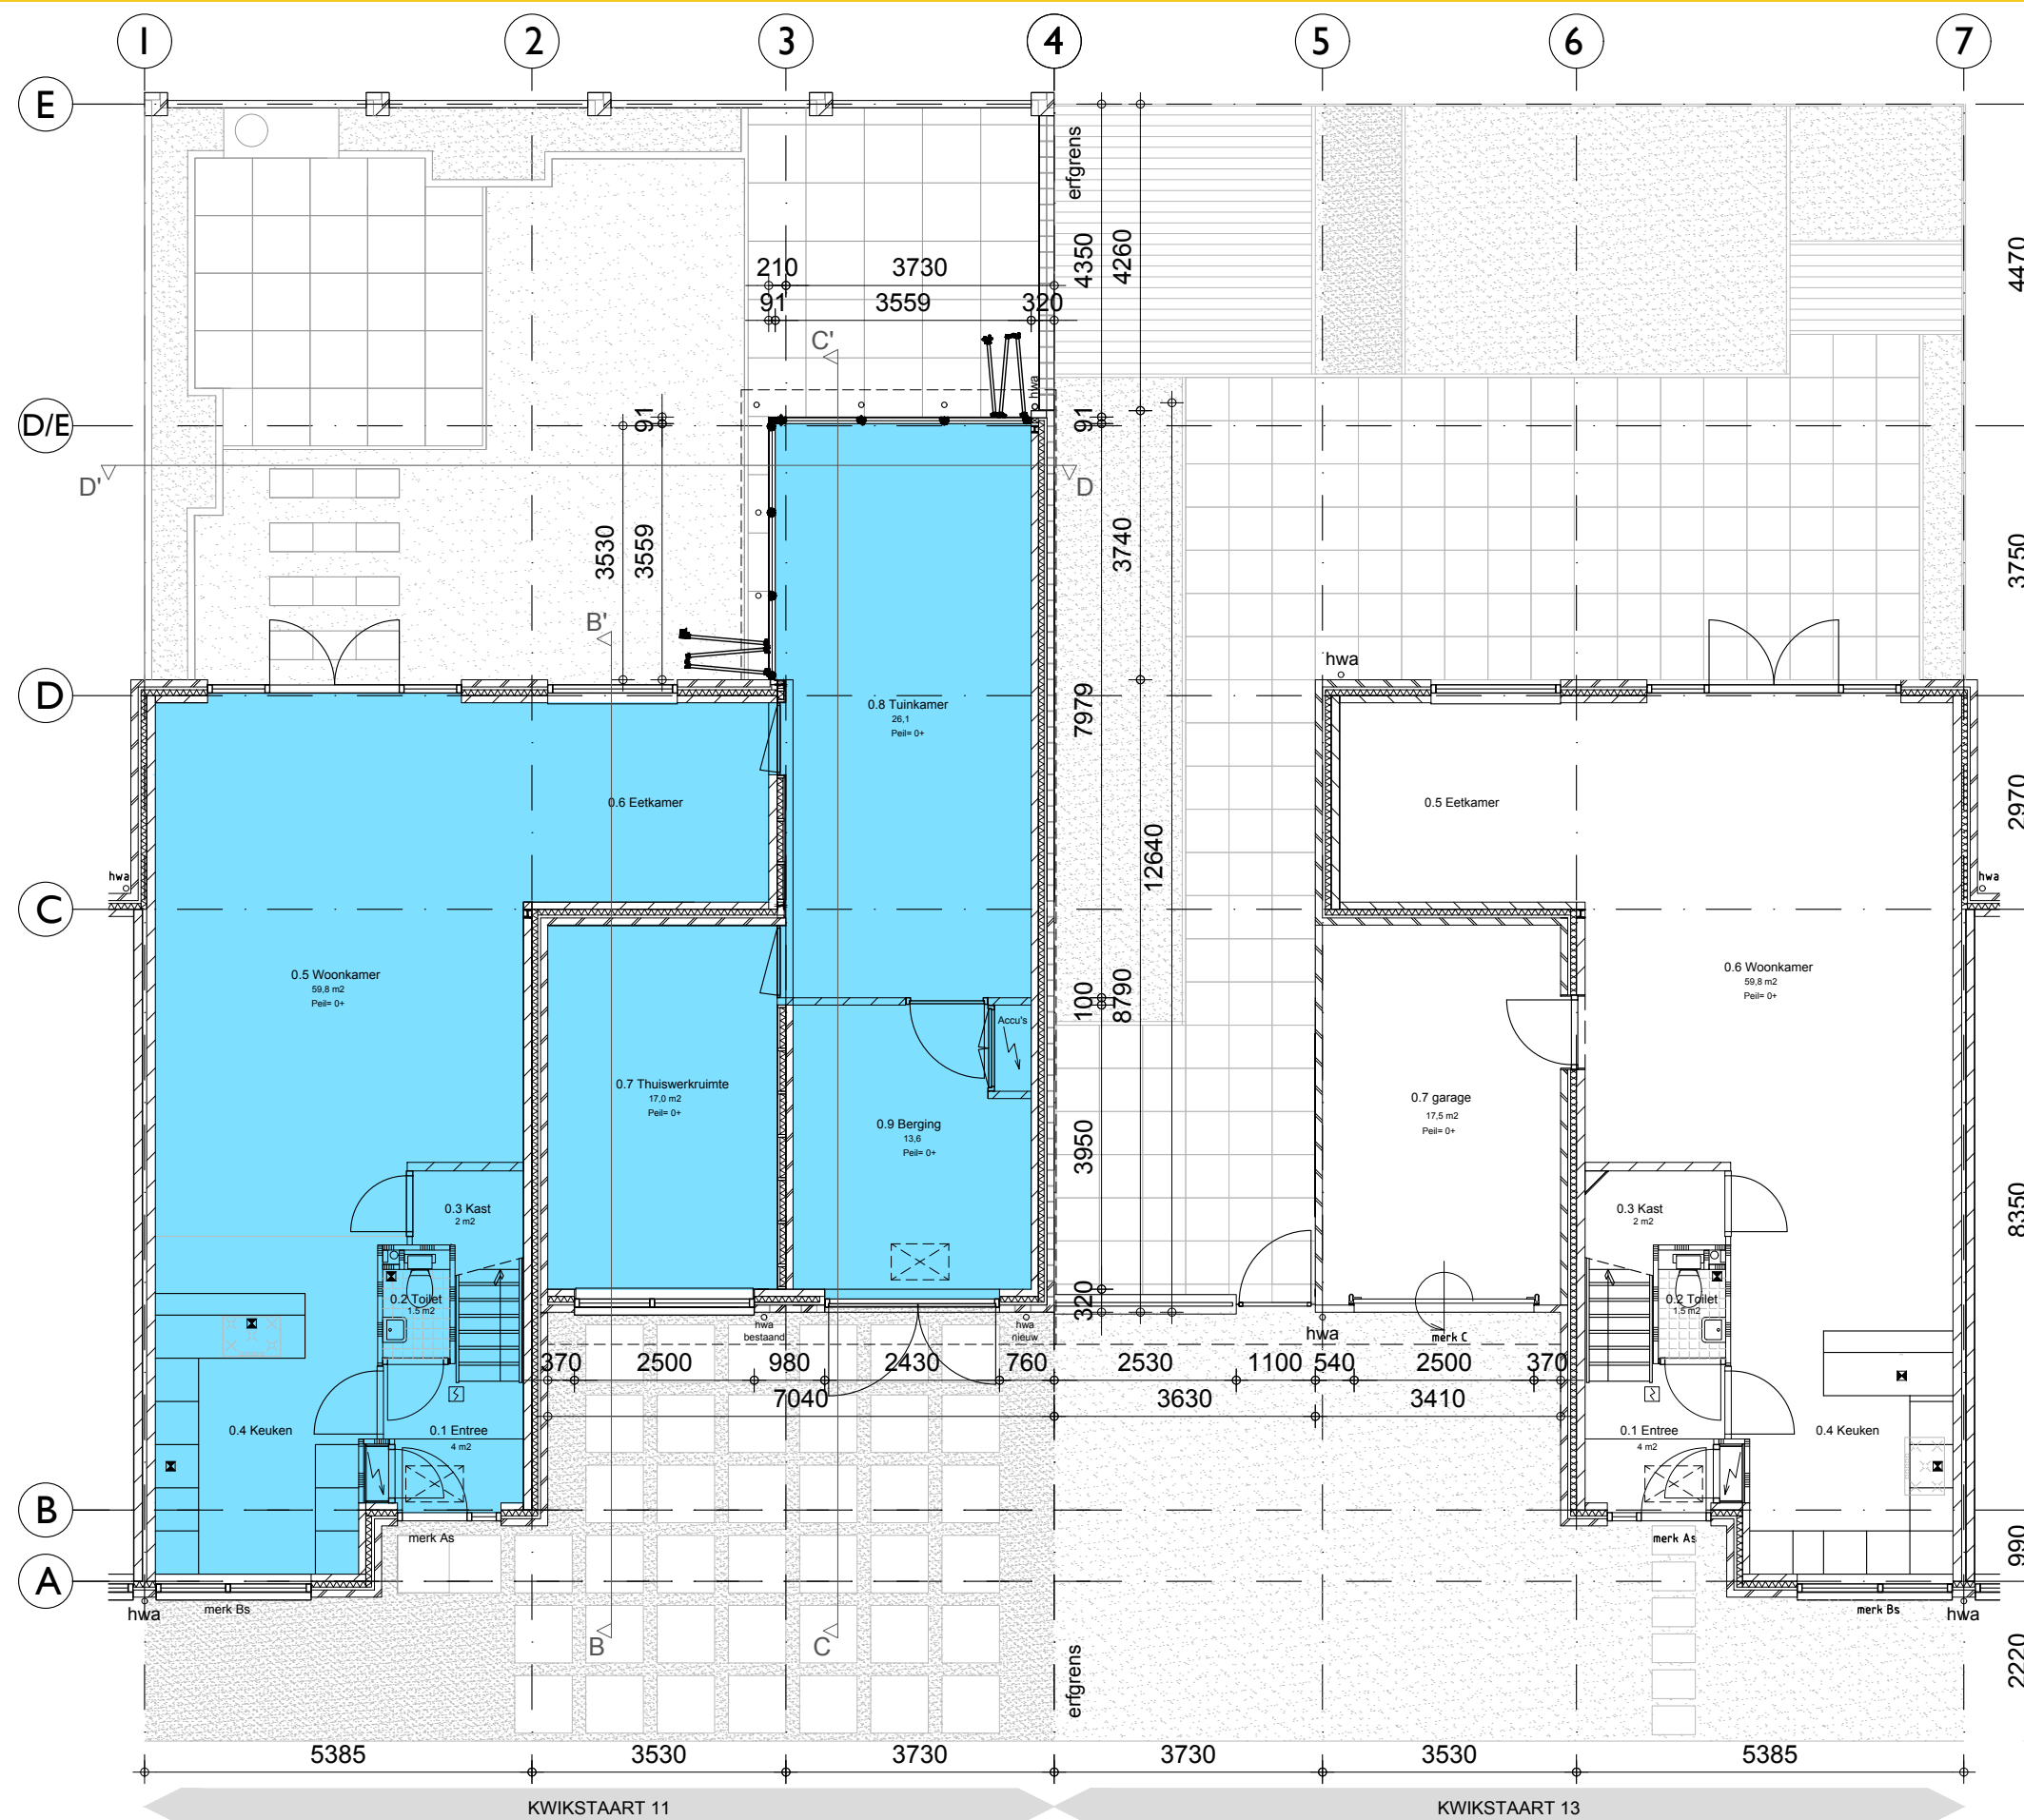 1 2 3 4 5 6 7
E
erfgrens
4470
4350
4260
210 3730
91 3559 320
C'
hwa
D/E
91
91
D'
D
3530
3559
3740
3750
B'
hwa
D
0.8 Tuinkamer
26,1
Peil= 0+
7979
0.6 Eetkamer
0.5 Eetkamer
2970
12640
hwa
hwa
C
0.5 Woonkamer
59,8 m2
Peil= 0+
0.6 Woonkamer
59,8 m2
Peil= 0+
100
8790
Accu's
0.7 Thuiswerkruimte
17,0 m2
Peil= 0+
0.7 garage
17,5 m2
Peil= 0+
0.9 Berging
13,6
Peil= 0+
3950
0.3 Kast
2 m2
0.3 Kast
2 m2
8350
0.2 Toilet
1.5 m2
0.2 Toilet
1,5 m2
320
hwa
bestaand
hwa
nieuw
hwa
merk C
370 2500 980 2430 760 2530 1100 540 2500 370
7040 3630 3410
0.4 Keuken
0.1 Entree
4 m2
0.1 Entree
4 m2
0.4 Keuken
B
merk As
merk As
990
A
hwa
merk Bs
merk Bs
hwa
B
C
erfgrens
2220
5385 3530 3730 3730 3530 5385
KWIKSTAART 11
KWIKSTAART 13